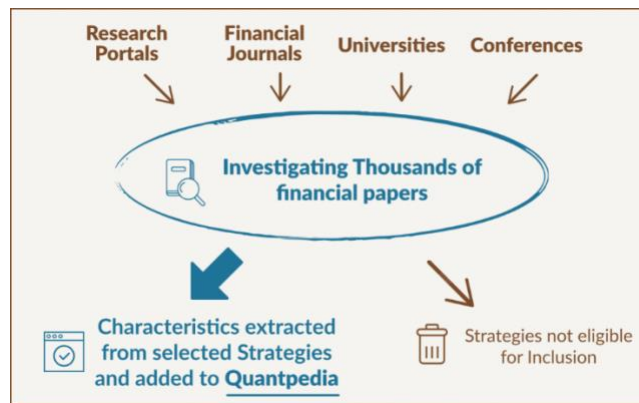 Research
Portals
Financial
Journals
Universities
Conferences
Investigating Thousands of
financial papers
Characteristics extracted
from selected Strategies
and added to Quantpedia
Strategies not eligible
for Inclusion